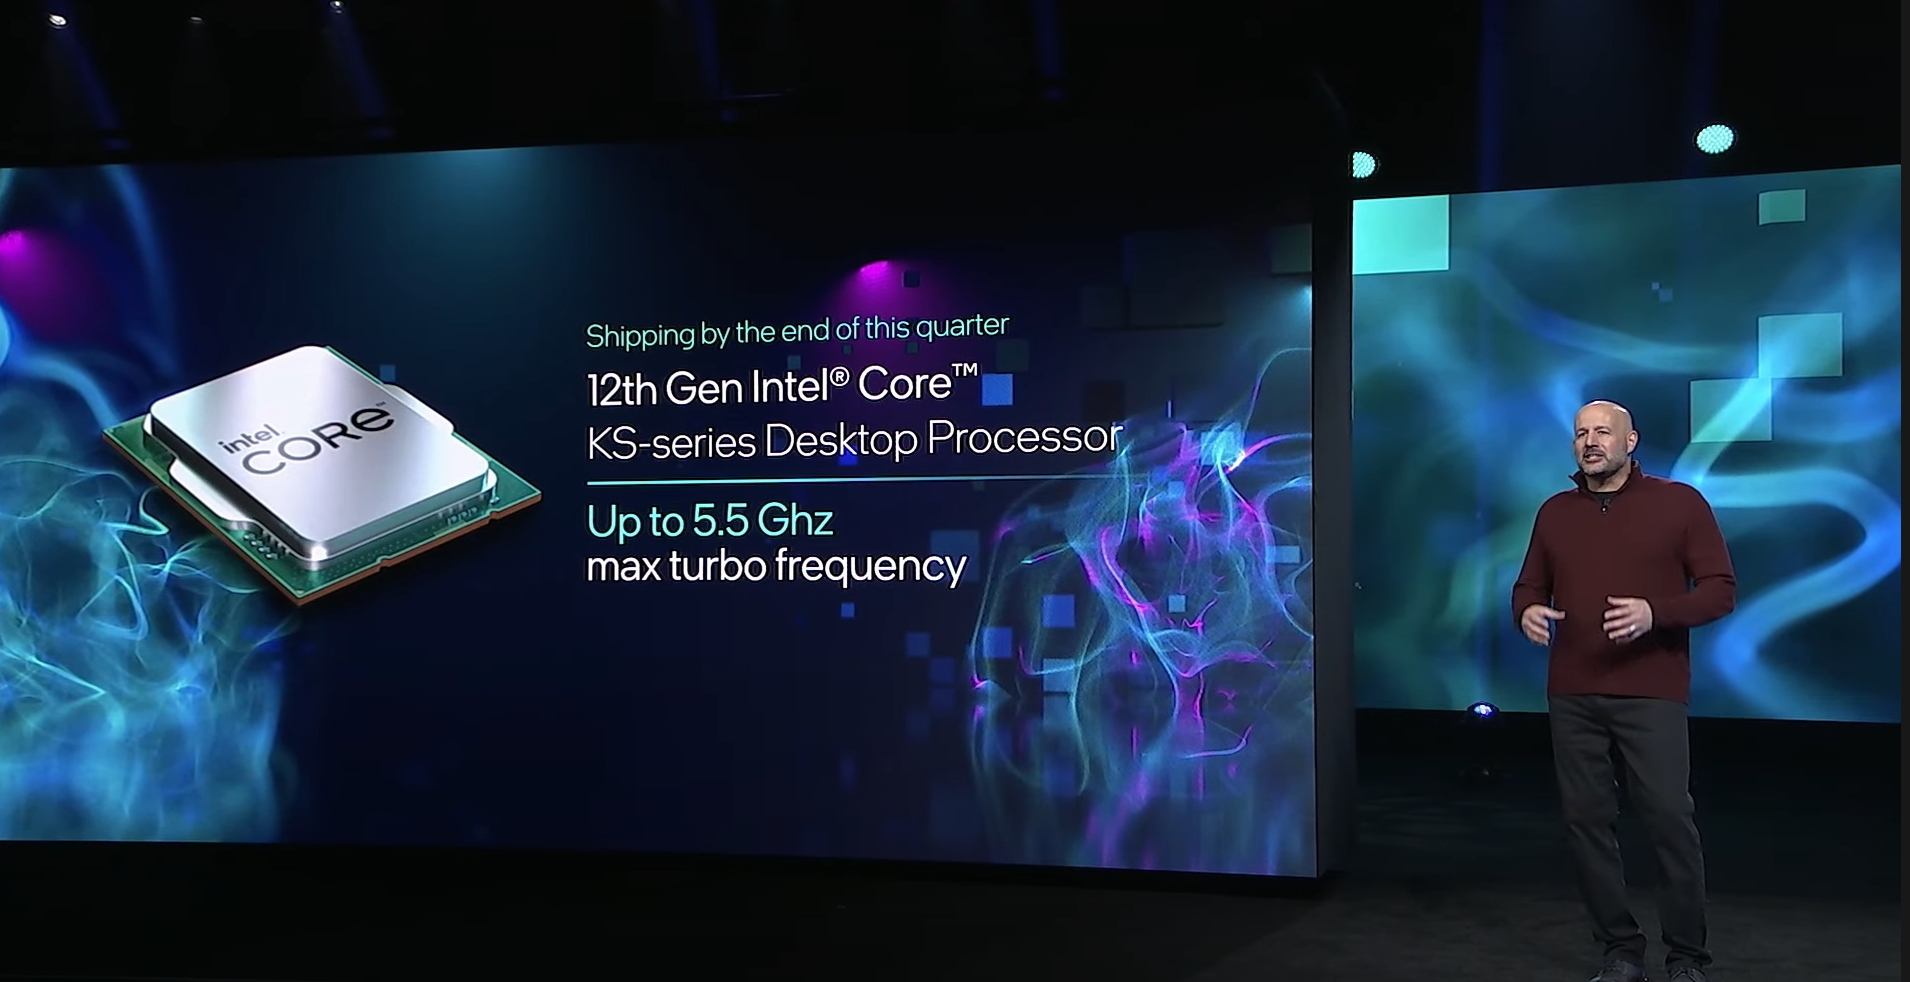 intel.
CORE™
Shipping by the end of this quarter
12th Gen Intel® Core™
KS-series Desktop Processor
Up to 5.5 Ghz
max turbo frequency